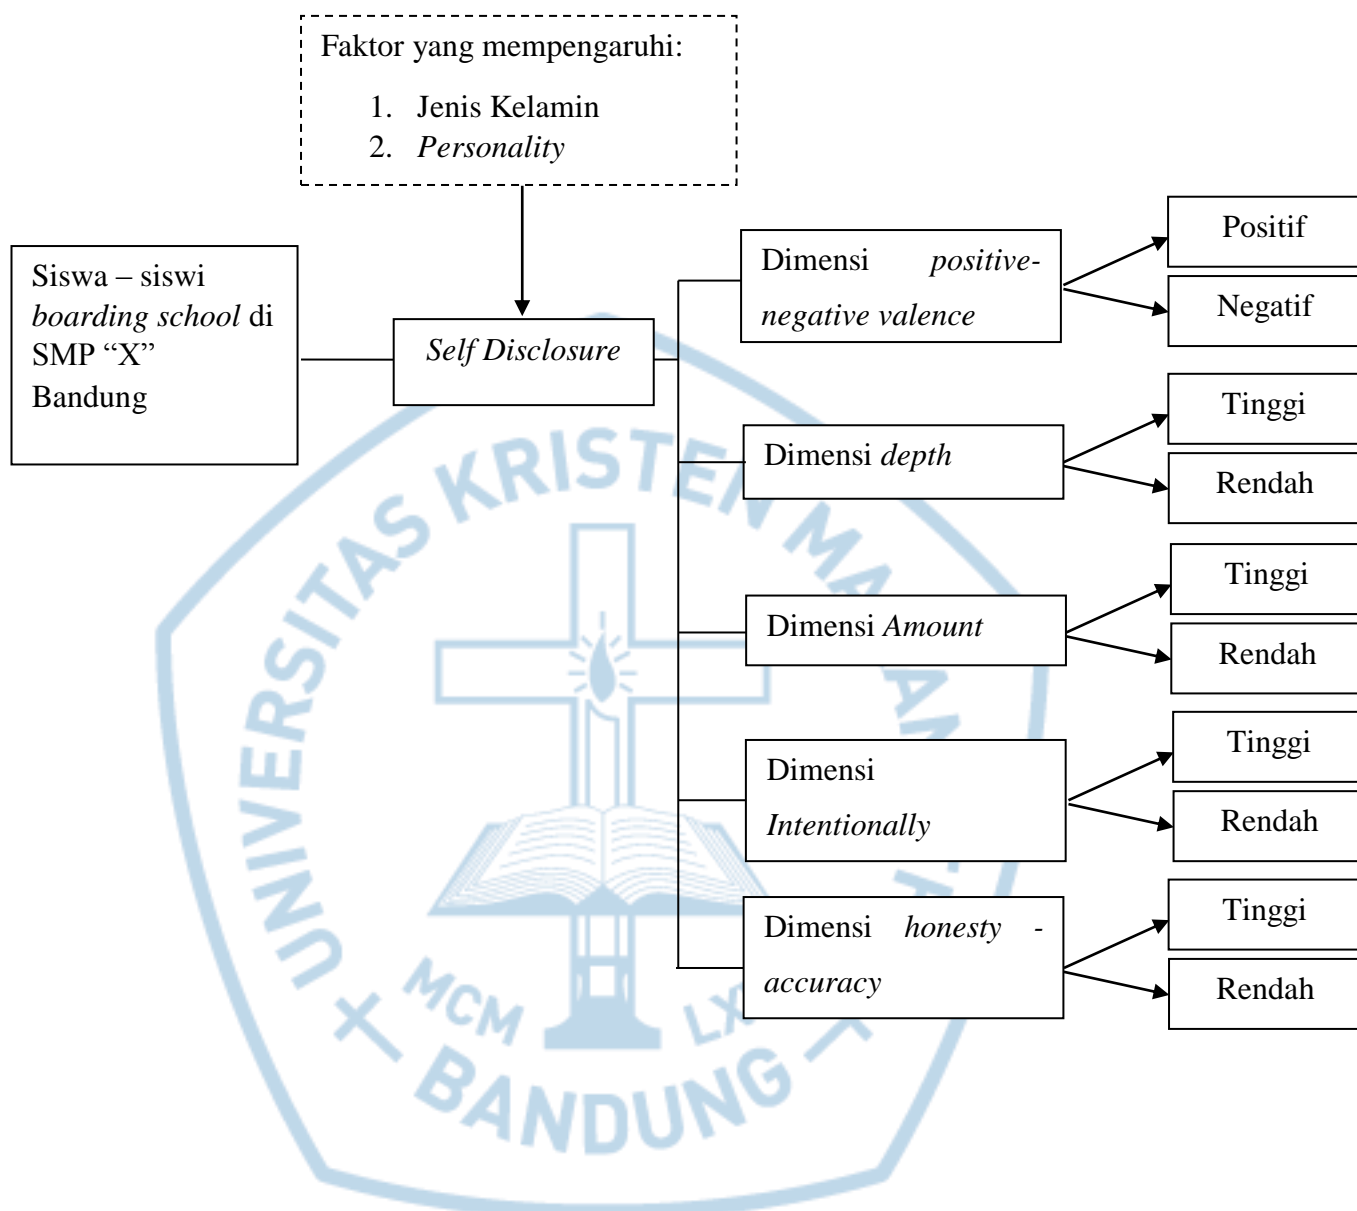 Faktor yang mempengaruhi:
1. Jenis Kelamin
2. Personality
Siswa – siswi
boarding school di
SMP “X”
Bandung
Self Disclosure
Dimensi positive-
negative valence
Positif
Negatif
Dimensi depth
Tinggi
Rendah
Dimensi Amount
Tinggi
Rendah
Dimensi
Intentionally
Tinggi
Rendah
Dimensi honesty -
accuracy
Tinggi
Rendah
UNIVERSITAS KRISTEN
MCM LX
BANDUNG